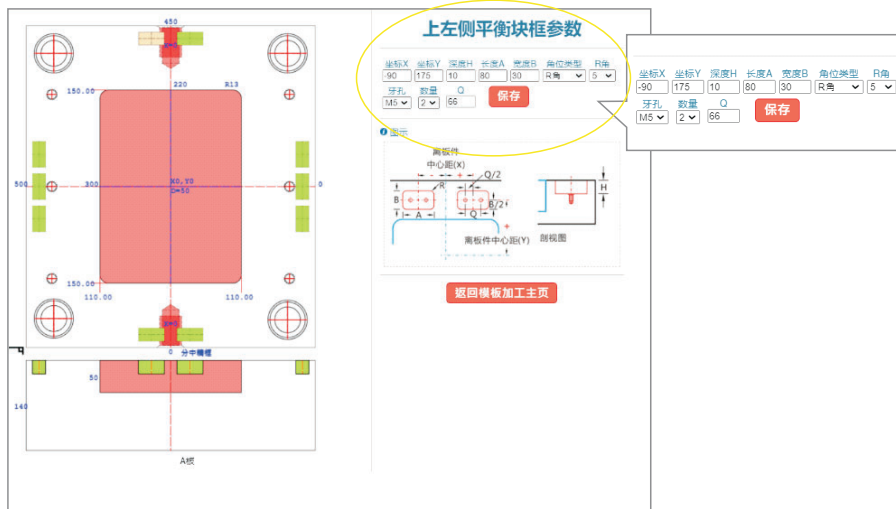 上左侧平衡块框参数
坐标X 坐标Y 深度H 长度A 宽度B 角位类型 R角
-90 175 10 80 30 R角 5
牙孔 数量 Q
M5 2 66 保存
图示
离板件
中心距(X)
- + Q/2
R
B B/2
A Q
+
离板件中心距(Y)
H
剖视图
返回模板加工主页
坐标X 坐标Y 深度H 长度A 宽度B 角位类型 R角
-90 175 10 80 30 R角 5
牙孔 数量 Q
M5 2 66 保存
450
150.00 220 R13
500 300 X0,Y0 0
D=50
150.00
110.00 110.00
0 分中精框
50
140
A板